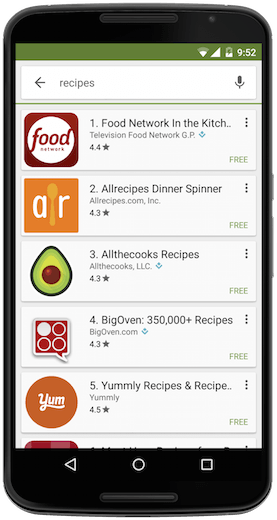 9:52
recipes
food
network
1. Food Network In the Kitch..
Television Food Network G.P.
4.4★
FREE
2. Allrecipes Dinner Spinner
Allrecipes.com, Inc.
4.3★
FREE
3. Allthecooks Recipes
Allthecooks, LLC.
4.3★
FREE
4. BigOven: 350,000+ Recipes
BigOven.com
4.3★
FREE
Yum
5. Yummly Recipes & Recipe..
Yummly
4.5★
FREE